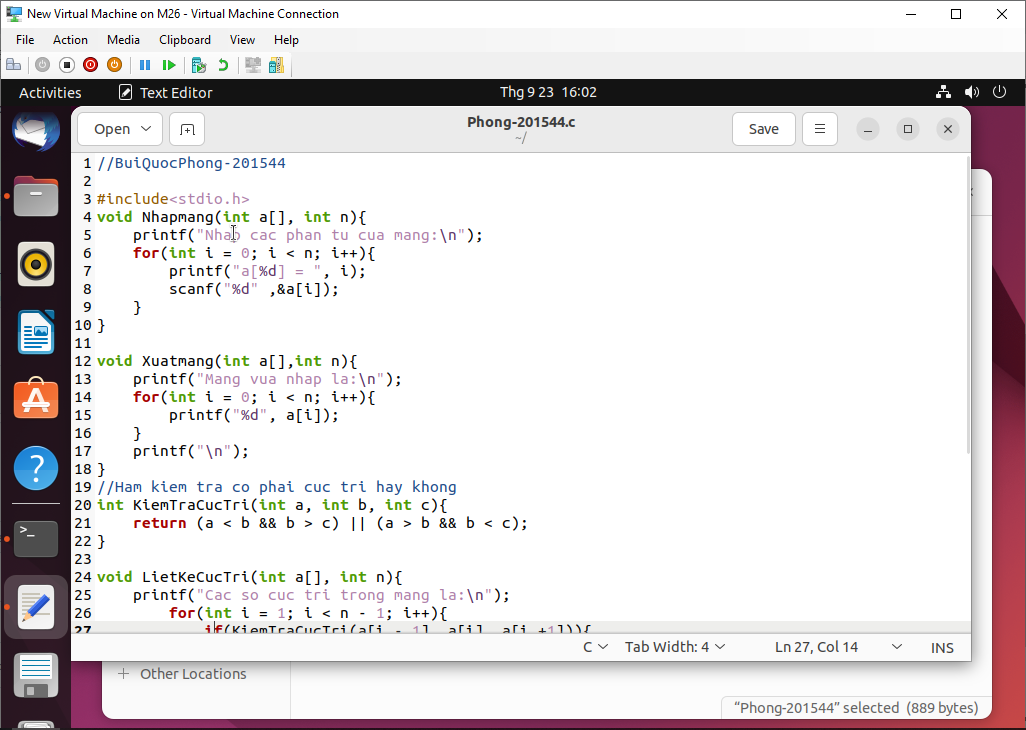 New Virtual Machine on M26 - Virtual Machine Connection
File Action Media Clipboard View Help
Activities Text Editor Thg 9 23 16:02
Open Phong-201544.c Save
~/
1 //BuiQuocPhong-201544
2
3 #include<stdio.h>
4 void Nhapmang(int a[], int n){
5 printf("Nhap cac phan tu cua mang:\n");
6 for(int i = 0; i < n; i++){
7 printf("a[%d] = ", i);
8 scanf("%d" ,&a[i]);
9 }
10 }
11
12 void Xuatmang(int a[],int n){
13 printf("Mang vua nhap la:\n");
14 for(int i = 0; i < n; i++){
15 printf("%d", a[i]);
16 }
17 printf("\n");
18 }
19 //Ham kiem tra co phai cuc tri hay khong
20 int KiemTraCucTri(int a, int b, int c){
21 return (a < b && b > c) || (a > b && b < c);
22 }
23
24 void LietKeCucTri(int a[], int n){
25 printf("Cac so cuc tri trong mang la:\n");
26 for(int i = 1; i < n - 1; i++){
27 if(KiemTraCucTri(a[i - 1], a[i], a[i +1])){
C Tab Width: 4 Ln 27, Col 14 INS
+ Other Locations
“Phong-201544” selected (889 bytes)